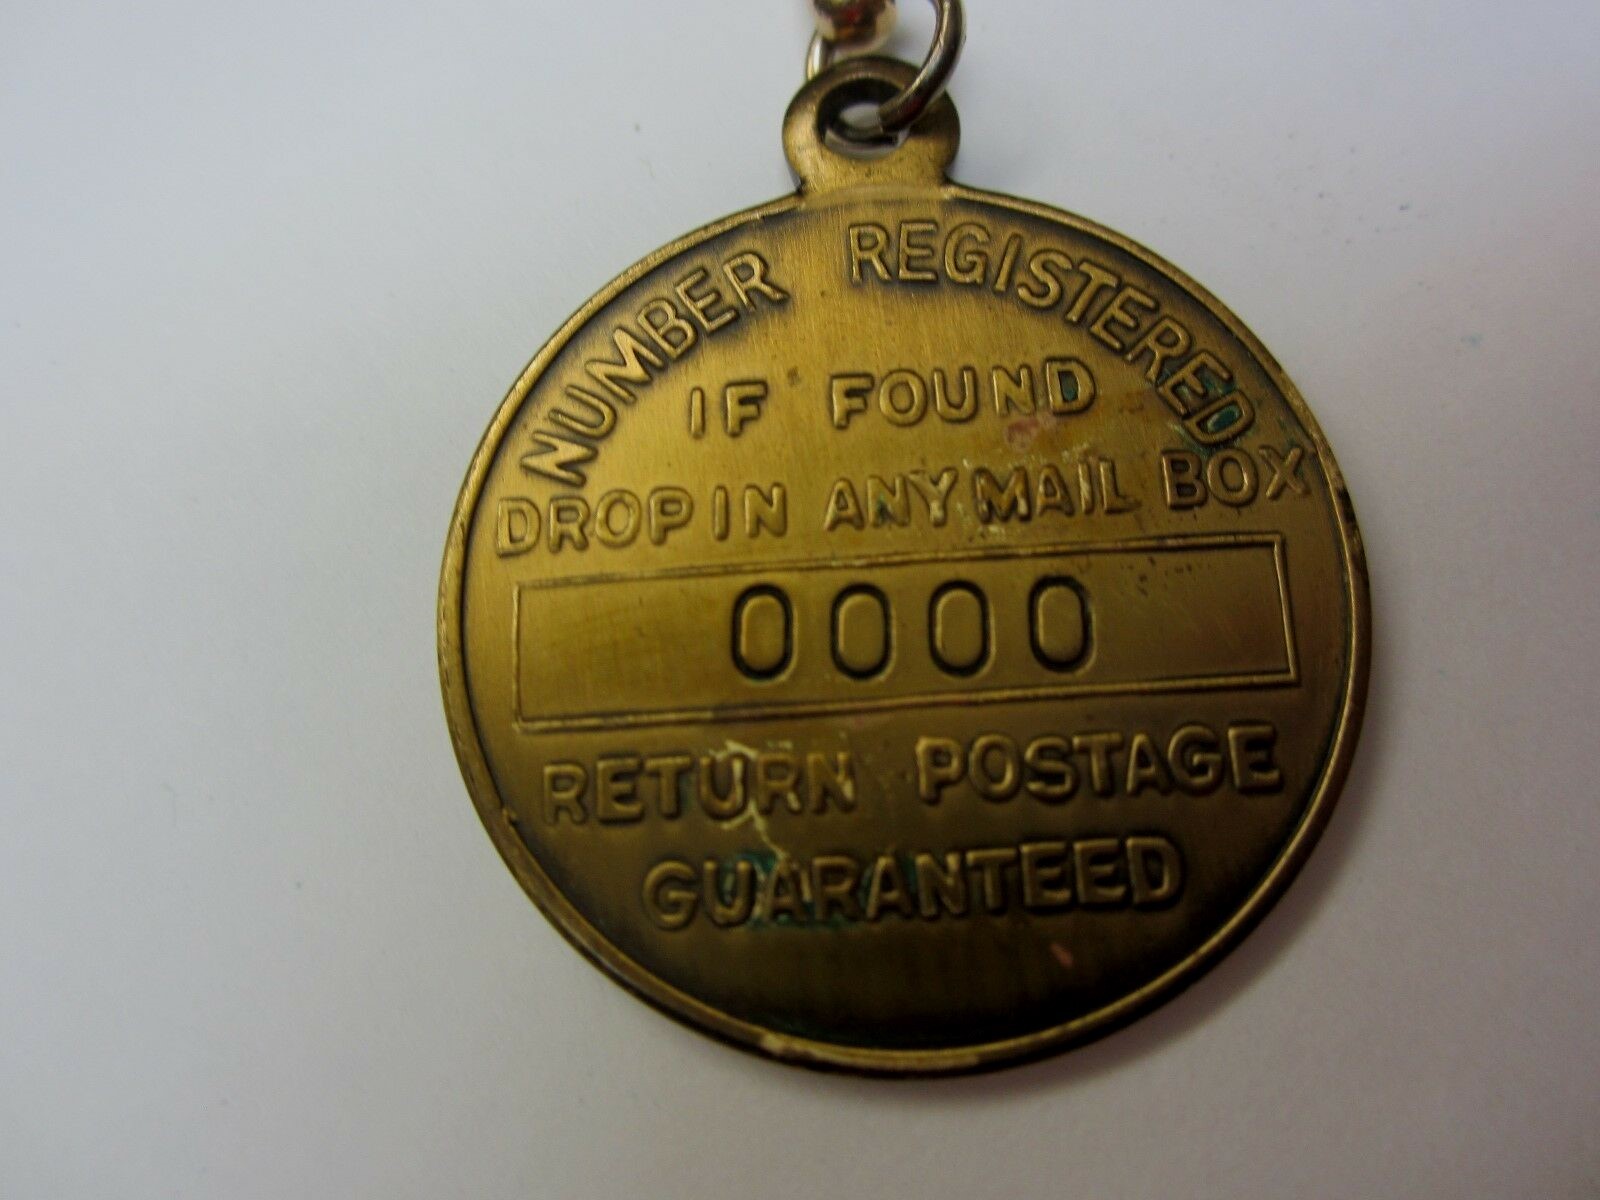 NUMBER REGISTERED
IF FOUND
DROP IN ANY MAIL BOX
0000
RETURN POSTAGE
GUARANTEED